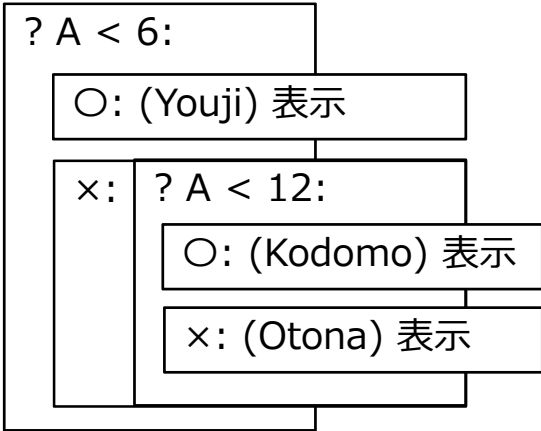 ? A < 6:
○: (Youji) 表示
×: ? A < 12:
○: (Kodomo) 表示
×: (Otona) 表示